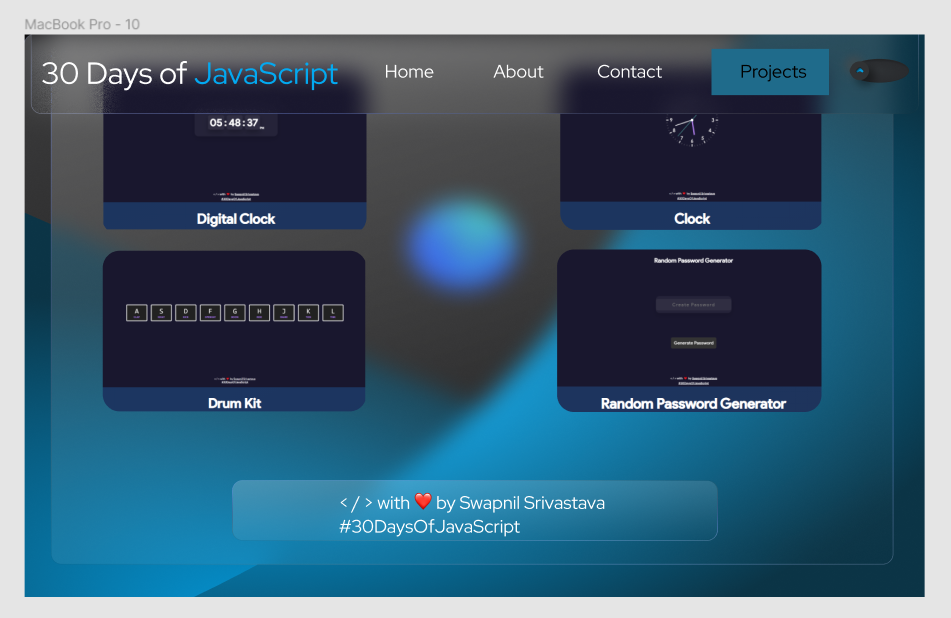 MacBook Pro - 10
30 Days of JavaScript
Home
About
Contact
Projects
05 : 48 : 37
Digital Clock
Clock
A S D F G H J K L
Drum Kit
Random Password Generator
Create Password
Generate Password
Random Password Generator
< / > with ❤️ by Swapnil Srivastava
#30DaysOfJavaScript